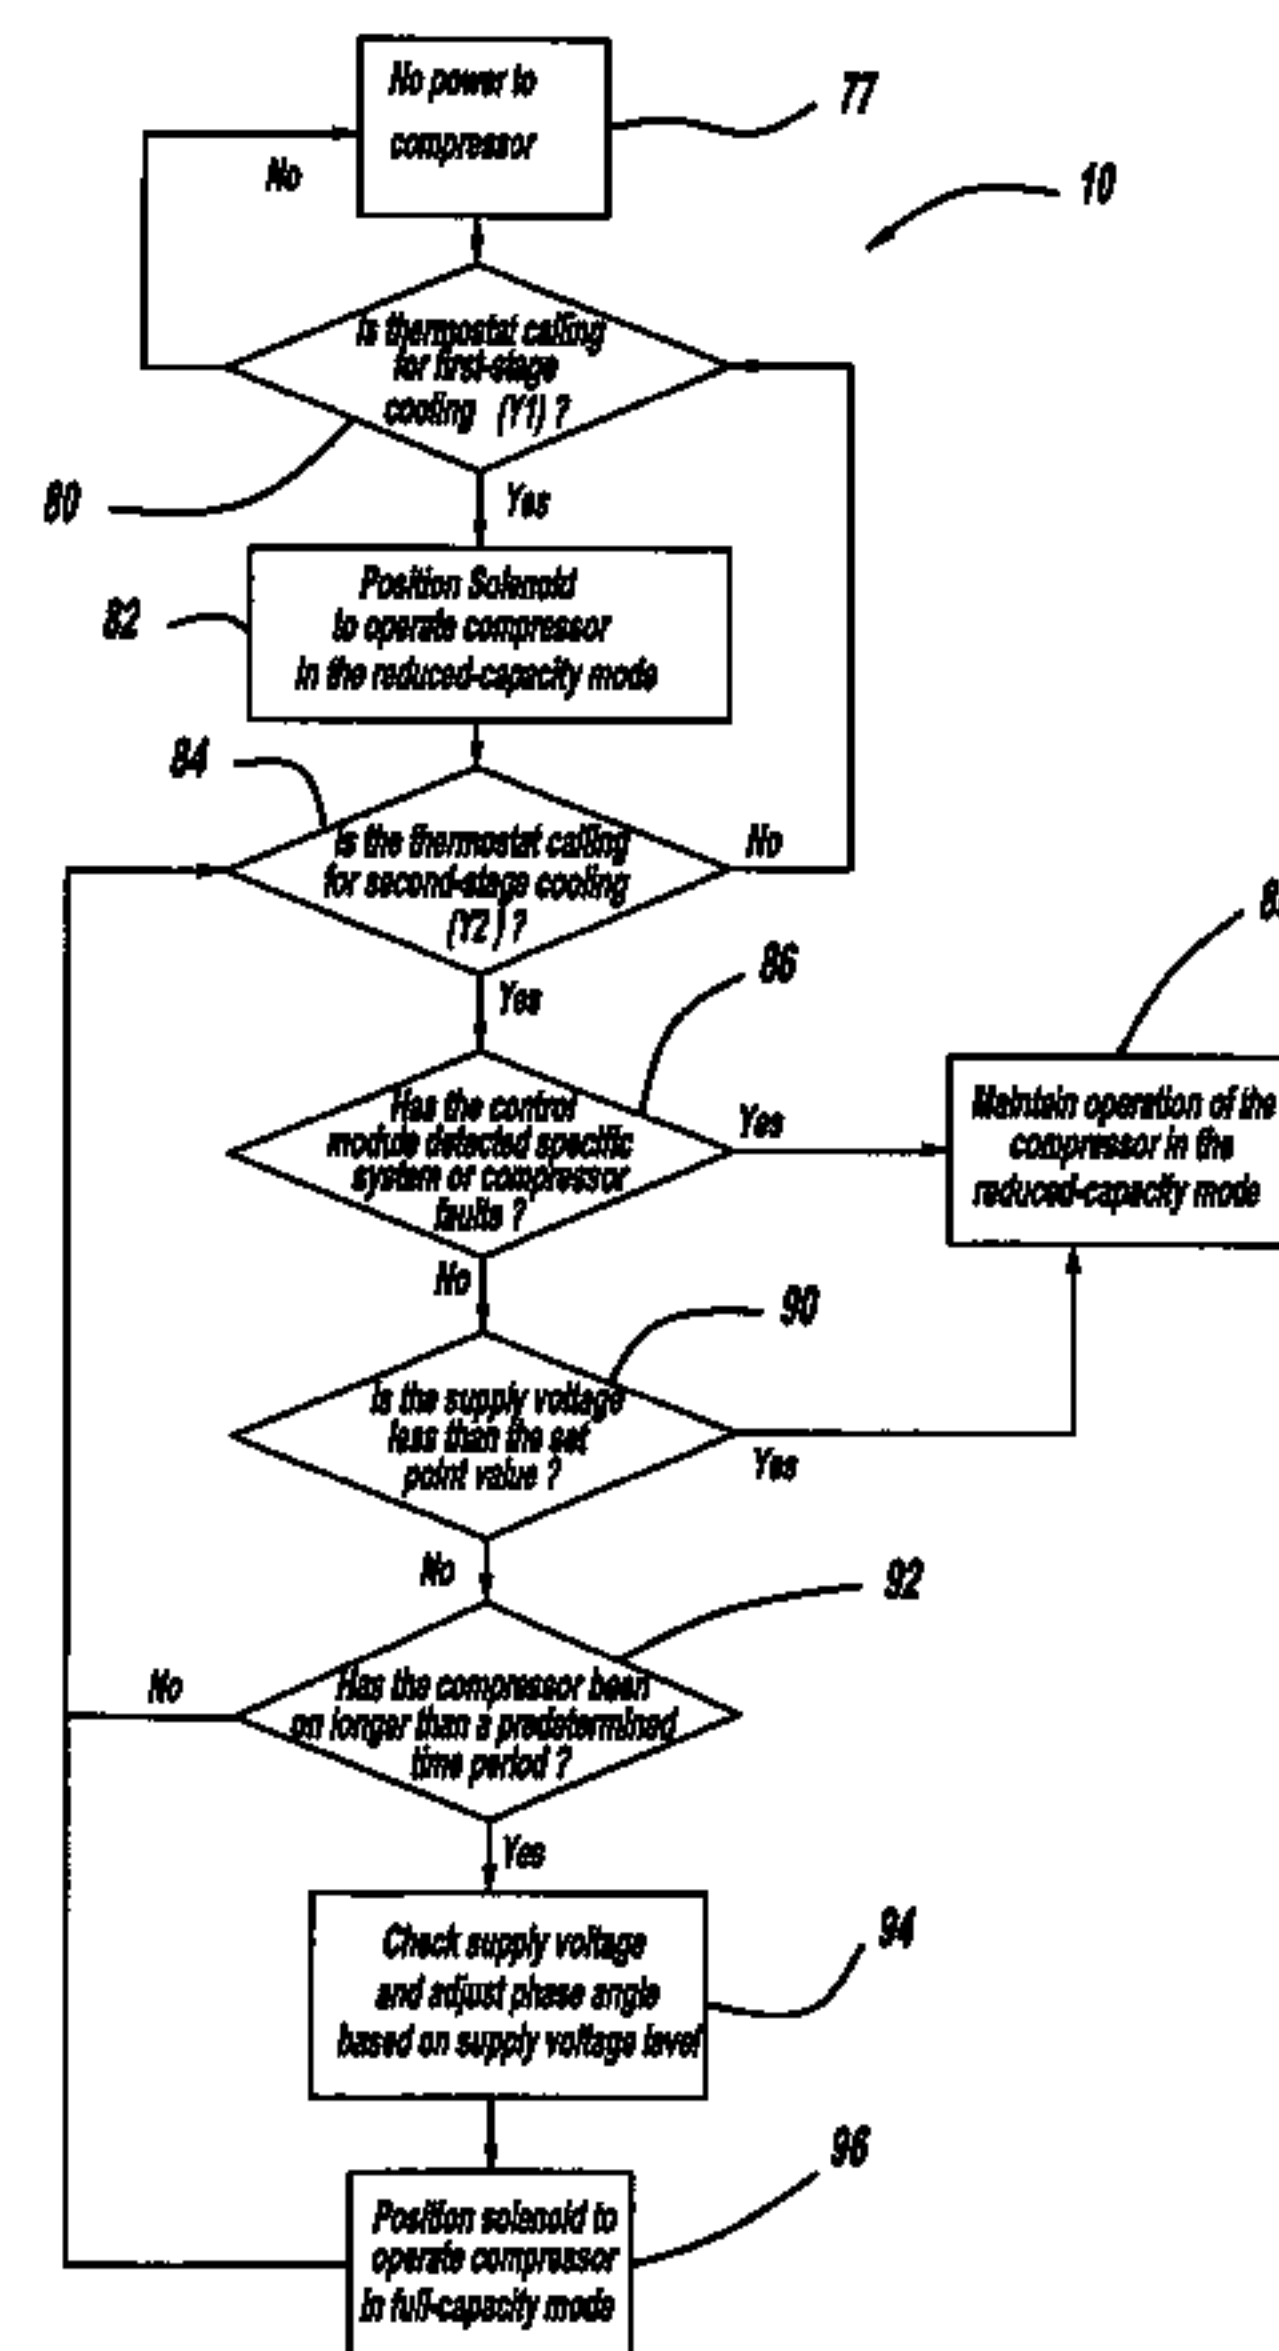 No power to
compressor
77
No
10
Is thermostat calling
for first-stage
cooling (Y1) ?
80
Yes
Position Solenoid
to operate compressor
in the reduced-capacity mode
82
84
Is the thermostat calling
for second-stage cooling
(Y2) ?
No
86
Yes
Has the control
module detected specific
system or compressor
faults ?
Yes
Maintain operation of the
compressor in the
reduced-capacity mode
No
90
Is the supply voltage
less than the set
point value ?
Yes
No
92
Has the compressor been
on longer than a predetermined
time period ?
No
Yes
Check supply voltage
and adjust phase angle
based on supply voltage level
94
96
Position solenoid to
operate compressor
in full-capacity mode